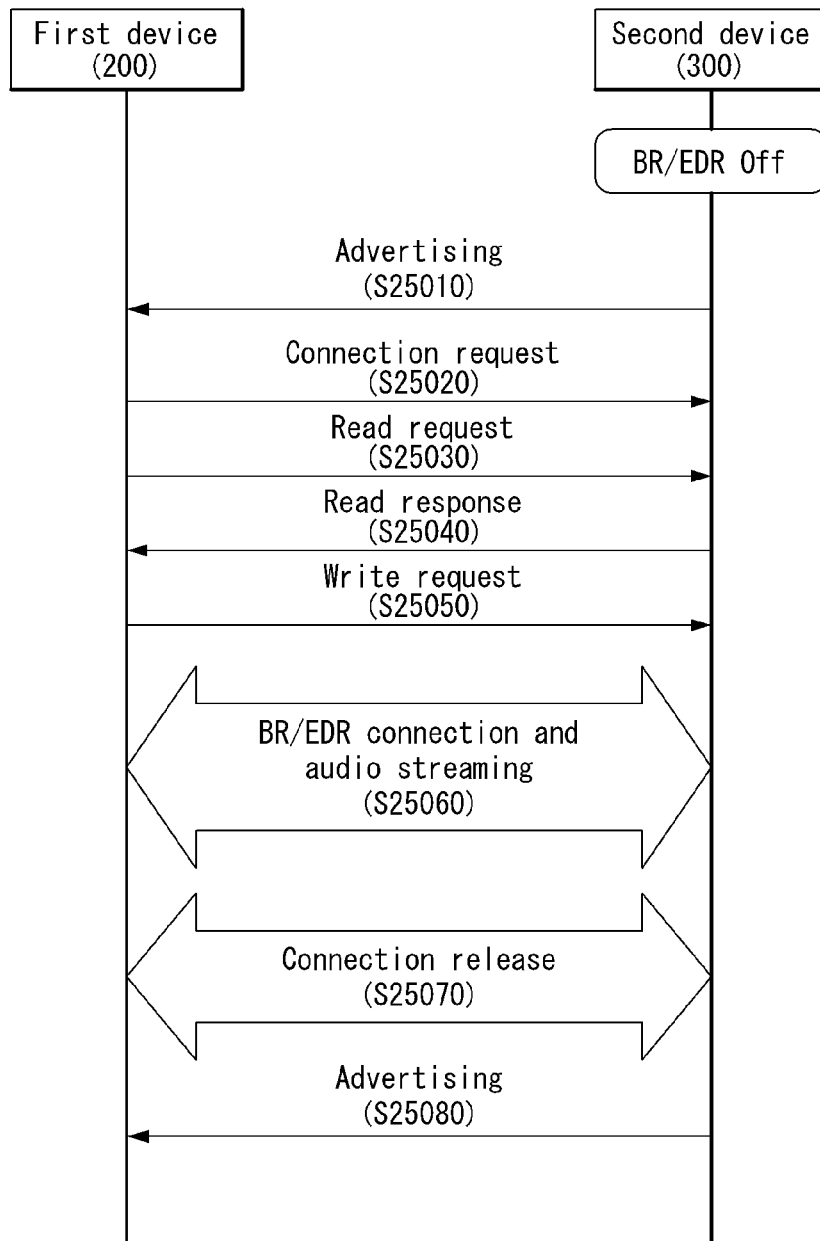 First device
(200)
Second device
(300)
BR/EDR Off
Advertising
(S25010)
Connection request
(S25020)
Read request
(S25030)
Read response
(S25040)
Write request
(S25050)
BR/EDR connection and
audio streaming
(S25060)
Connection release
(S25070)
Advertising
(S25080)